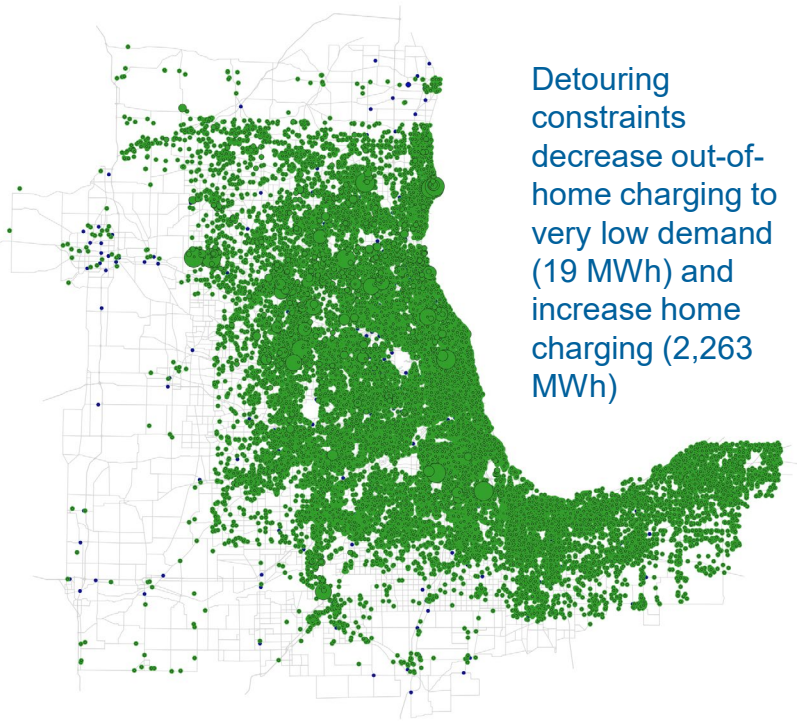 Detouring
constraints
decrease out-of-
home charging to
very low demand
(19 MWh) and
increase home
charging (2,263
MWh)